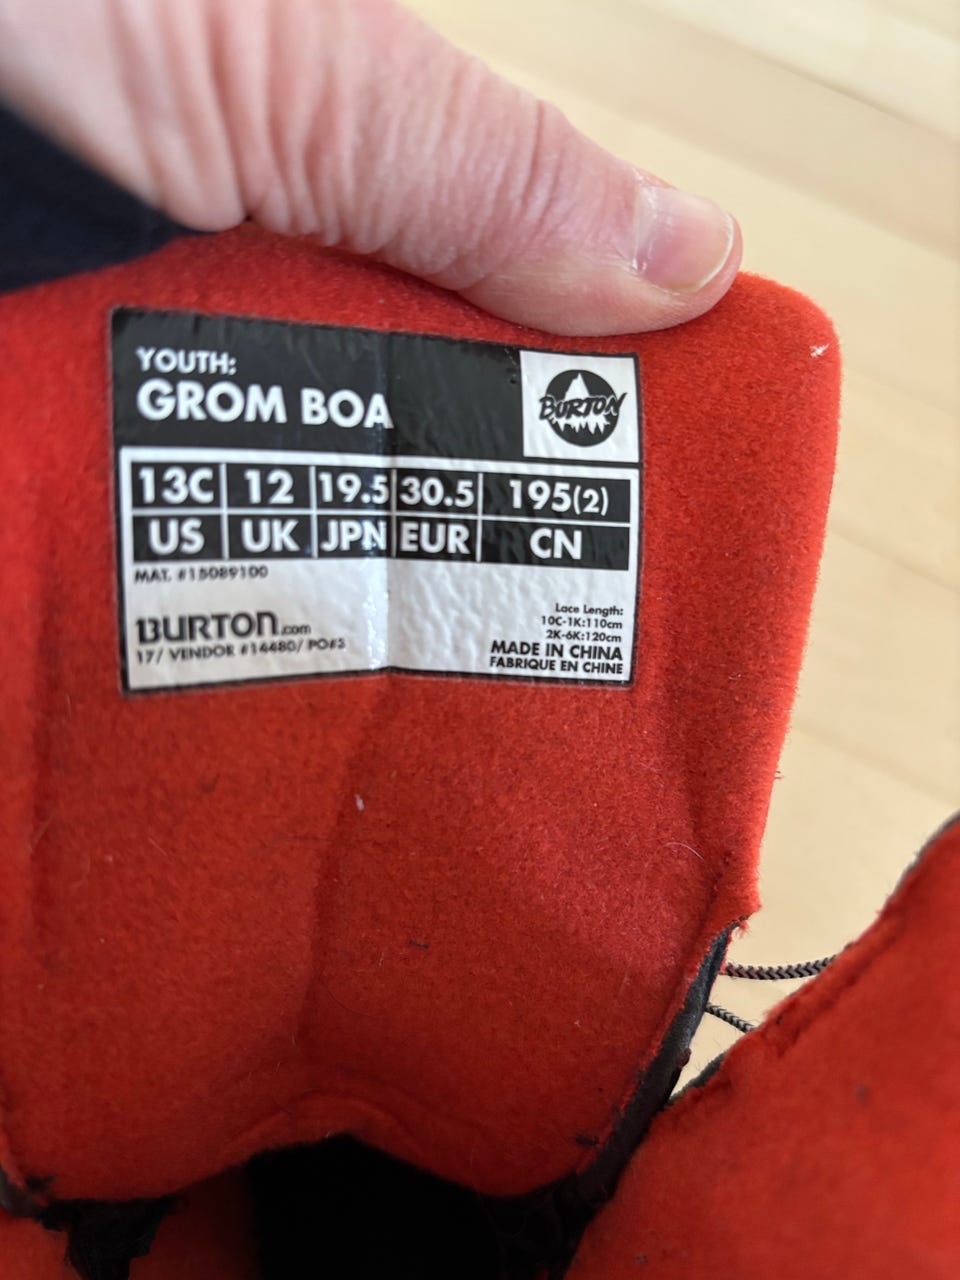 YOUTH:
GROM BOA
BURTON
13C 12 19.5 30.5 195(2)
US UK JPN EUR CN
MAT. #15089100
BURTON.com
17/ VENDOR #14480/ PO#S
Lace Length:
10C-1K:110cm
2K-6K:120cm
MADE IN CHINA
FABRIQUE EN CHINE